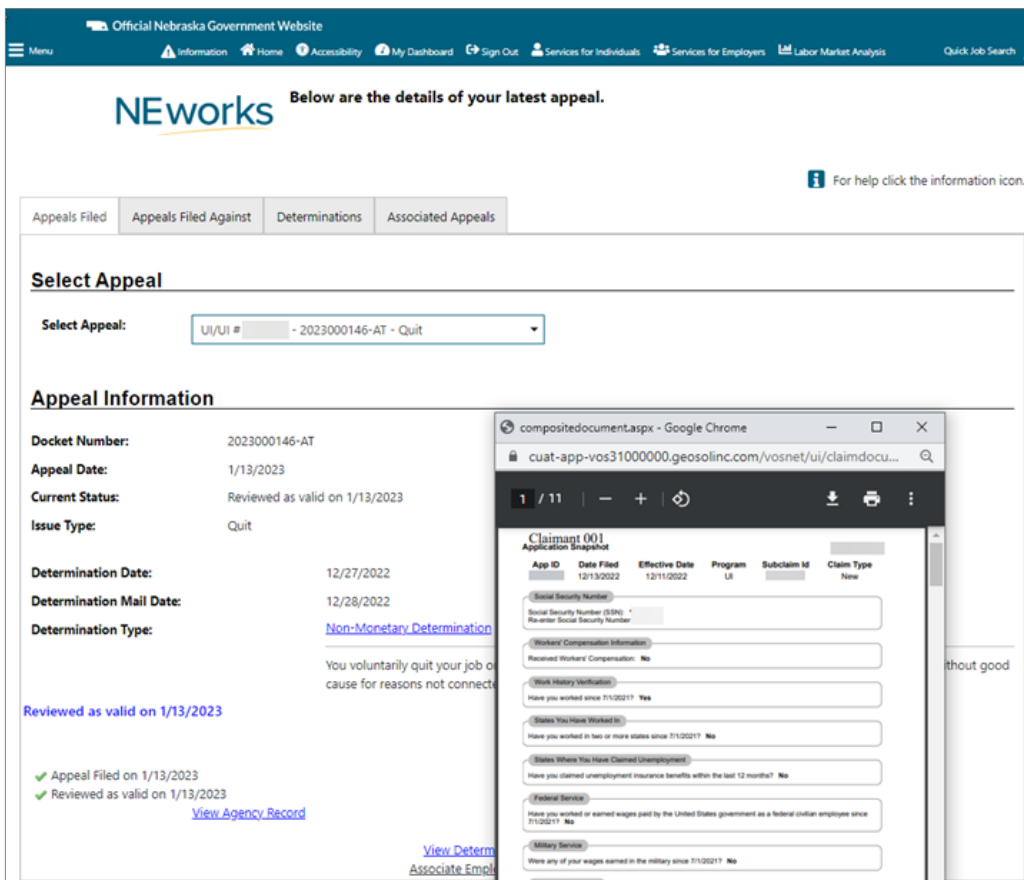 Official Nebraska Government Website
Menu
Information
Home
Accessibility
My Dashboard
Sign Out
Services for Individuals
Services for Employers
Labor Market Analysis
Quick Job Search
NEworks
Below are the details of your latest appeal.
For help click the information icon.
Appeals Filed
Appeals Filed Against
Determinations
Associated Appeals
Select Appeal
Select Appeal:
UI/UI # - 2023000146-AT - Quit
Appeal Information
Docket Number: 2023000146-AT
Appeal Date: 1/13/2023
Current Status: Reviewed as valid on 1/13/2023
Issue Type: Quit
Determination Date: 12/27/2022
Determination Mail Date: 12/28/2022
Determination Type: Non-Monetary Determination
You voluntarily quit your job
ithout good
cause for reasons not
Reviewed as valid on 1/13/2023
Appeal Filed on 1/13/2023
Reviewed as valid on 1/13/2023
View Agency Record
View Determ
Associate Empl
compositedocument.aspx - Google Chrome
cuat-app-vos31000000.geosolinc.com/vosnet/ui/claimdocu...
1 / 11
Claimant 001
Application Snapshot
App ID Date Filed Effective Date Program Subclaim Id Claim Type
12/13/2022 12/11/2022 UI New
Social Security Number
Social Security Number (SSN): *
Re-enter Social Security Number
Workers' Compensation Information
Received Workers' Compensation: No
Work History Verification
Have you worked since 7/1/2021? Yes
States You Have Worked In
Have you worked in two or more states since 7/1/2021? No
States Where You Have Claimed Unemployment
Have you claimed unemployment insurance benefits within the last 12 months? No
Federal Service
Have you worked or earned wages paid by the United States government as a federal civilian employee since
7/1/2021? No
Military Service
Were any of your wages earned in the military since 7/1/2021? No